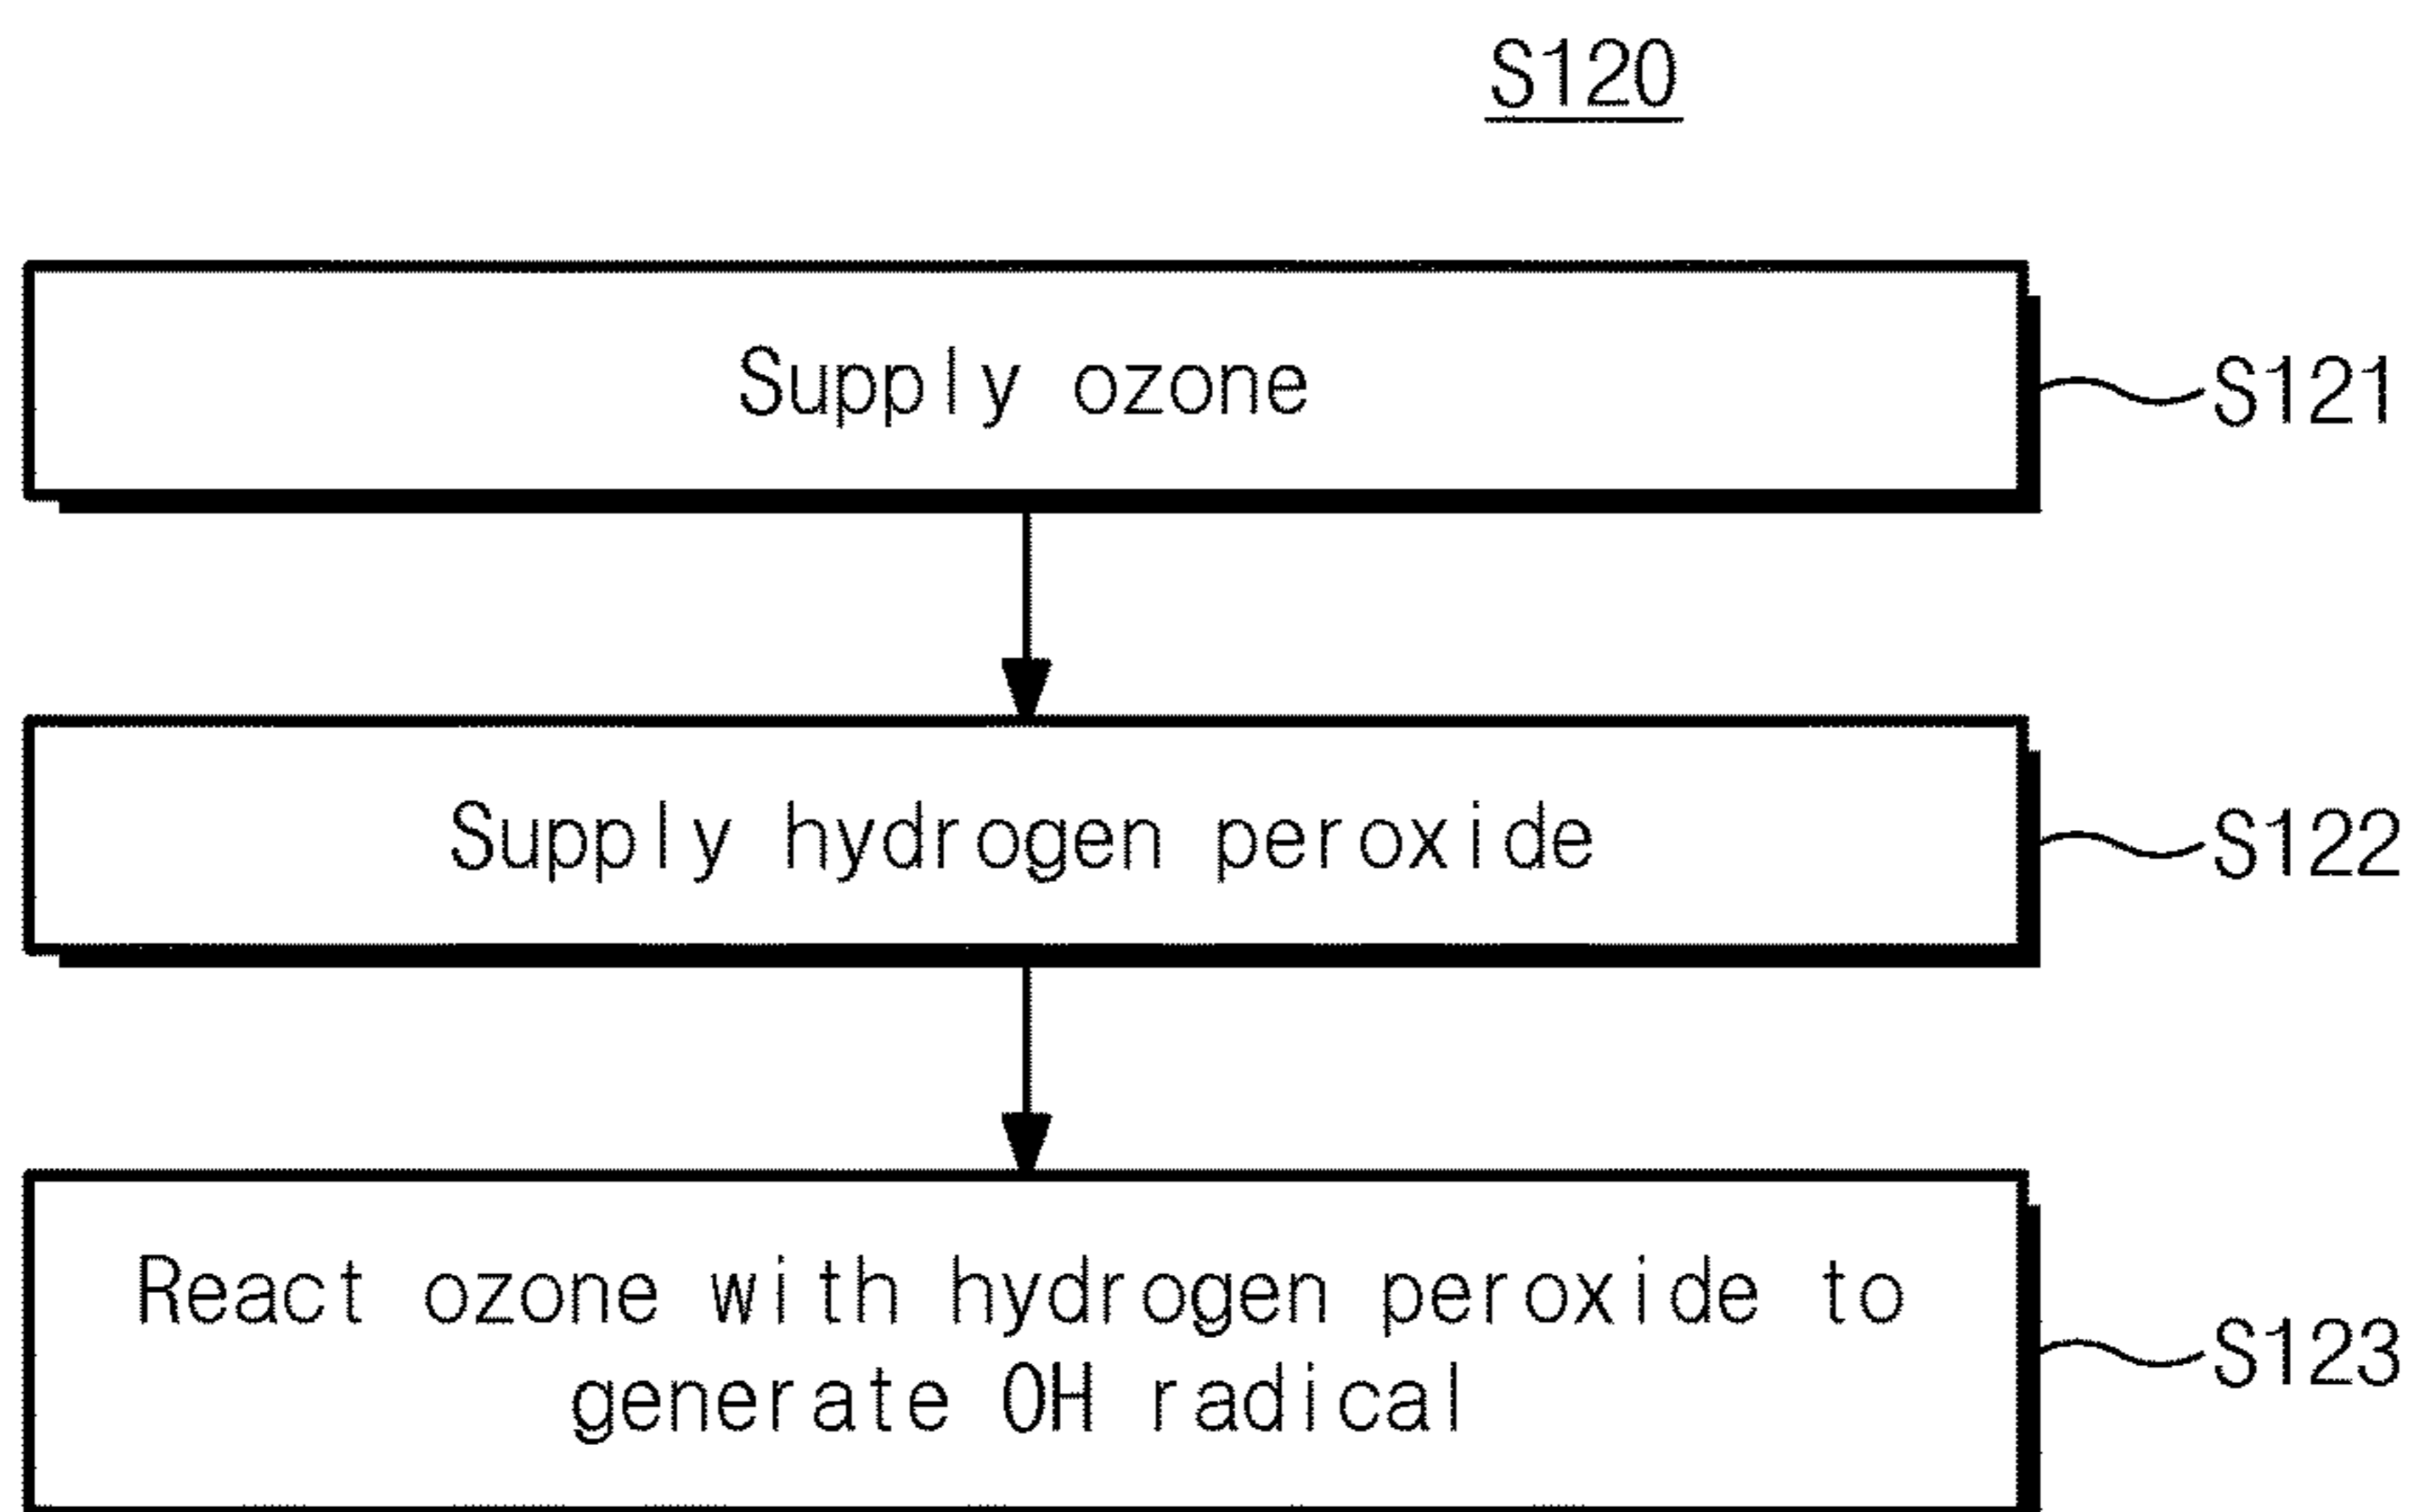 S120
Supply ozone
S121
Supply hydrogen peroxide
S122
React ozone with hydrogen peroxide to
generate OH radical
S123